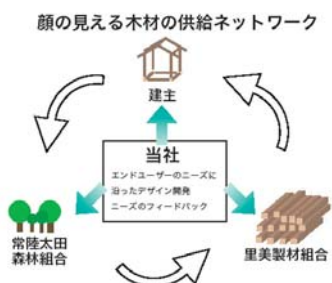 顔の見える木材の供給ネットワーク
建主
当社
エンドユーザーのニーズに
沿ったデザイン開発
ニーズのフィードバック
常陸太田
森林組合
里美製材組合